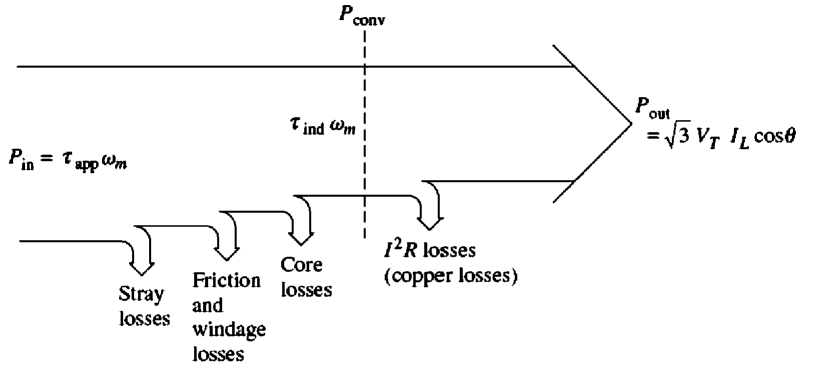 P_conv
τ_ind ω_m
P_in = τ_app ω_m
P_out
= √3 V_T I_L cosθ
Stray
losses
Friction
and
windage
losses
Core
losses
I²R losses
(copper losses)